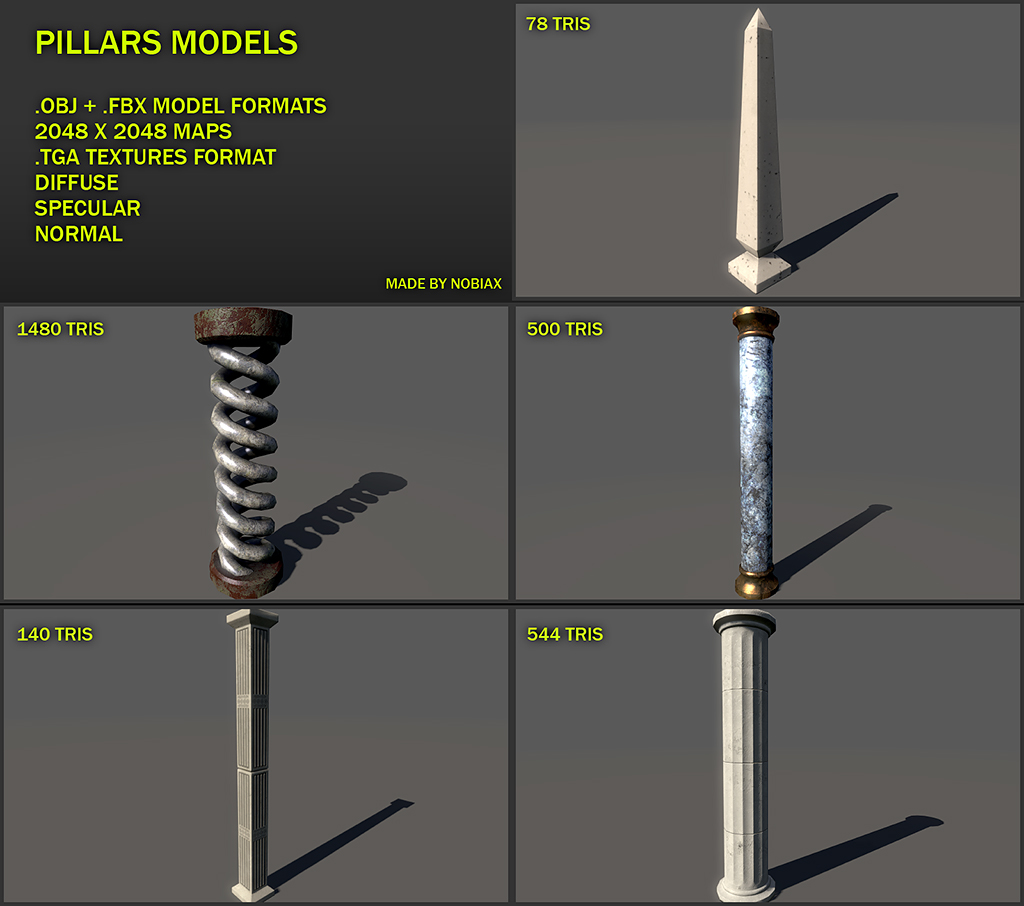 PILLARS MODELS
.OBJ + .FBX MODEL FORMATS
2048 X 2048 MAPS
.TGA TEXTURES FORMAT
DIFFUSE
SPECULAR
NORMAL
MADE BY NOBIAX
78 TRIS
1480 TRIS
500 TRIS
140 TRIS
544 TRIS